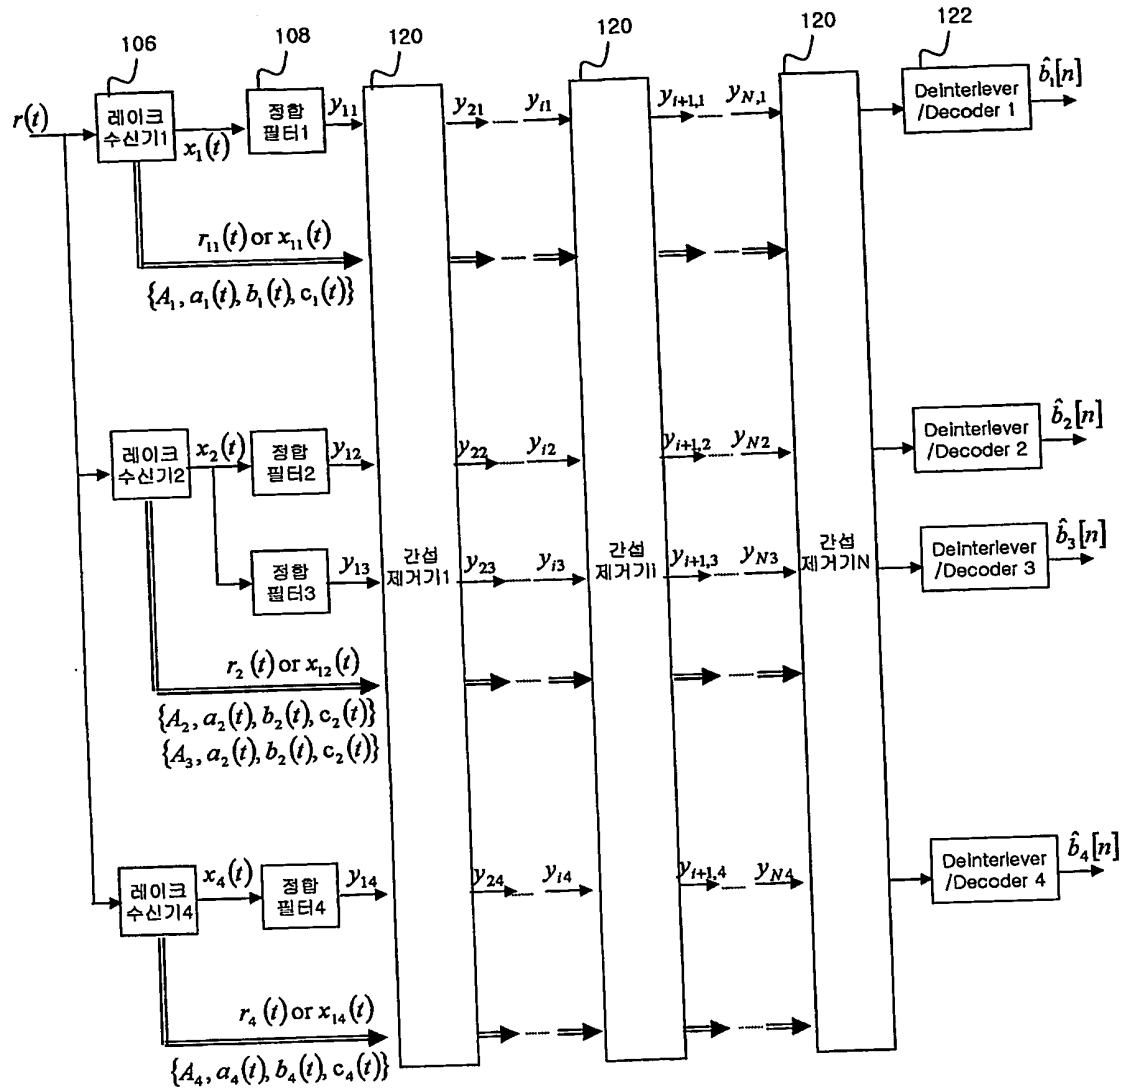 106
108
120
120
120
122
r(t)
레이크
수신기1
x₁(t)
정합
필터1
y₁₁
y₂₁
yᵢ₁
yᵢ₊₁,₁
y_N,1
Deinterlever
/Decoder 1
b̂₁[n]
r₁₁(t) or x₁₁(t)
{A₁, a₁(t), b₁(t), c₁(t)}
레이크
수신기2
x₂(t)
정합
필터2
y₁₂
y₂₂
yᵢ₂
yᵢ₊₁,₂
y_N2
Deinterlever
/Decoder 2
b̂₂[n]
정합
필터3
y₁₃
간섭
제거기1
y₂₃
yᵢ₃
간섭
제거기i
yᵢ₊₁,₃
y_N3
간섭
제거기N
Deinterlever
/Decoder 3
b̂₃[n]
r₂ (t) or x₁₂(t)
{A₂, a₂(t), b₂(t), c₂(t)}
{A₃, a₂(t), b₂(t), c₂(t)}
레이크
수신기4
x₄(t)
정합
필터4
y₁₄
y₂₄
yᵢ₄
yᵢ₊₁,₄
y_N4
Deinterlever
/Decoder 4
b̂₄[n]
r₄ (t) or x₁₄(t)
{A₄, a₄(t), b₄(t), c₄(t)}